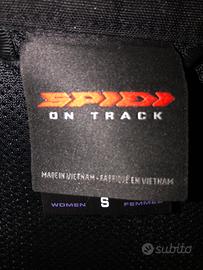 SPIDI
ON TRACK
MADE IN VIETNAM - FABRIQUÉ EN VIETNAM
WOMEN S FEMMES
subito